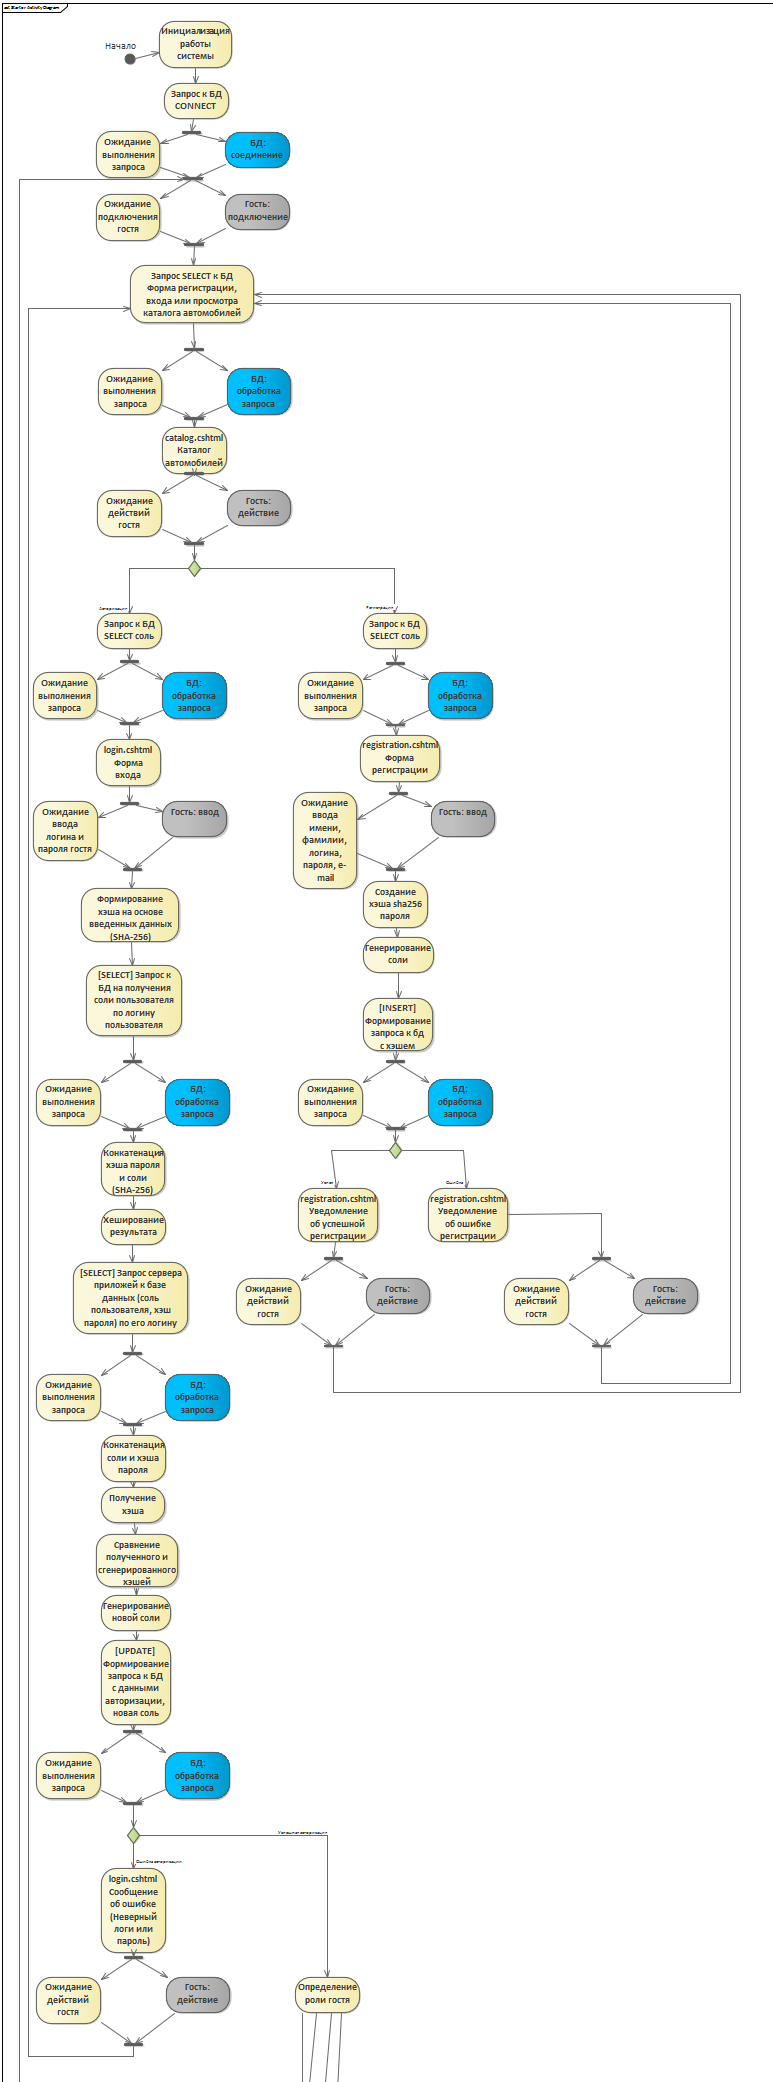 act Startor Activity Diagram
Начало
Инициализация
работы
системы
Запрос к БД
CONNECT
Ожидание
выполнения
запроса
БД:
соединение
Ожидание
подключения
гостя
Гость:
подключение
Запрос SELECT к БД
Форма регистрации,
входа или просмотра
каталога автомобилей
Ожидание
выполнения
запроса
БД:
обработка
запроса
catalog.cshtml
Каталог
автомобилей
Ожидание
действий
гостя
Гость:
действие
Авторизация
Регистрация
Запрос к БД
SELECT соль
Запрос к БД
SELECT соль
Ожидание
выполнения
запроса
БД:
обработка
запроса
Ожидание
выполнения
запроса
БД:
обработка
запроса
login.cshtml
Форма
входа
registration.cshtml
Форма
регистрации
Ожидание
ввода
логина и
пароля гостя
Гость: ввод
Ожидание
ввода
имени,
фамилии,
логина,
пароля, e-
mail
Гость: ввод
Формирование
хэша на основе
введенных данных
(SHA-256)
Создание
хэша sha256
пароля
Генерирование
соли
[SELECT] Запрос к
БД на получения
соли пользователя
по логину
пользователя
[INSERT]
Формирование
запроса к бд
с хэшем
Ожидание
выполнения
запроса
БД:
обработка
запроса
Ожидание
выполнения
запроса
БД:
обработка
запроса
Конкатенация
хэша пароля
и соли
(SHA-256)
Успех
Ошибка
registration.cshtml
Уведомление
об успешной
регистрации
registration.cshtml
Уведомление
об ошибке
регистрации
Хеширование
результата
[SELECT] Запрос сервера
приложей к базе
данных (соль
пользователя, хэш
пароля) по его логину
Ожидание
действий
гостя
Гость:
действие
Ожидание
действий
гостя
Гость:
действие
Ожидание
выполнения
запроса
БД:
обработка
запроса
Конкатенация
соли и хэша
пароля
Получение
хэша
Сравнение
полученного и
сгенерированного
хэшей
Генерирование
новой соли
[UPDATE]
Формирование
запроса к БД
с данными
авторизации,
новая соль
Ожидание
выполнения
запроса
БД:
обработка
запроса
Успешная авторизация
Ошибка авторизации
login.cshtml
Сообщение
об ошибке
(Неверный
логи или
пароль)
Ожидание
действий
гостя
Гость:
действие
Определение
роли гостя